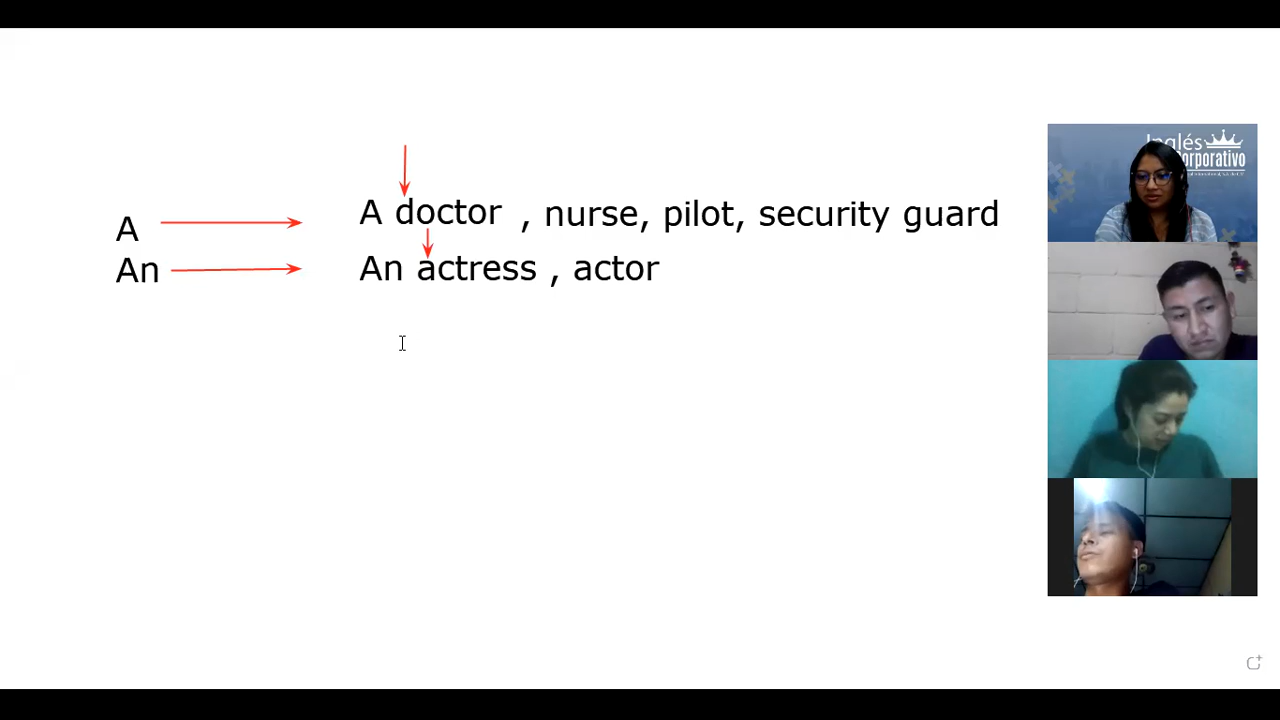 A
An
A doctor , nurse, pilot, security guard
An actress , actor
Inglés
Corporativo